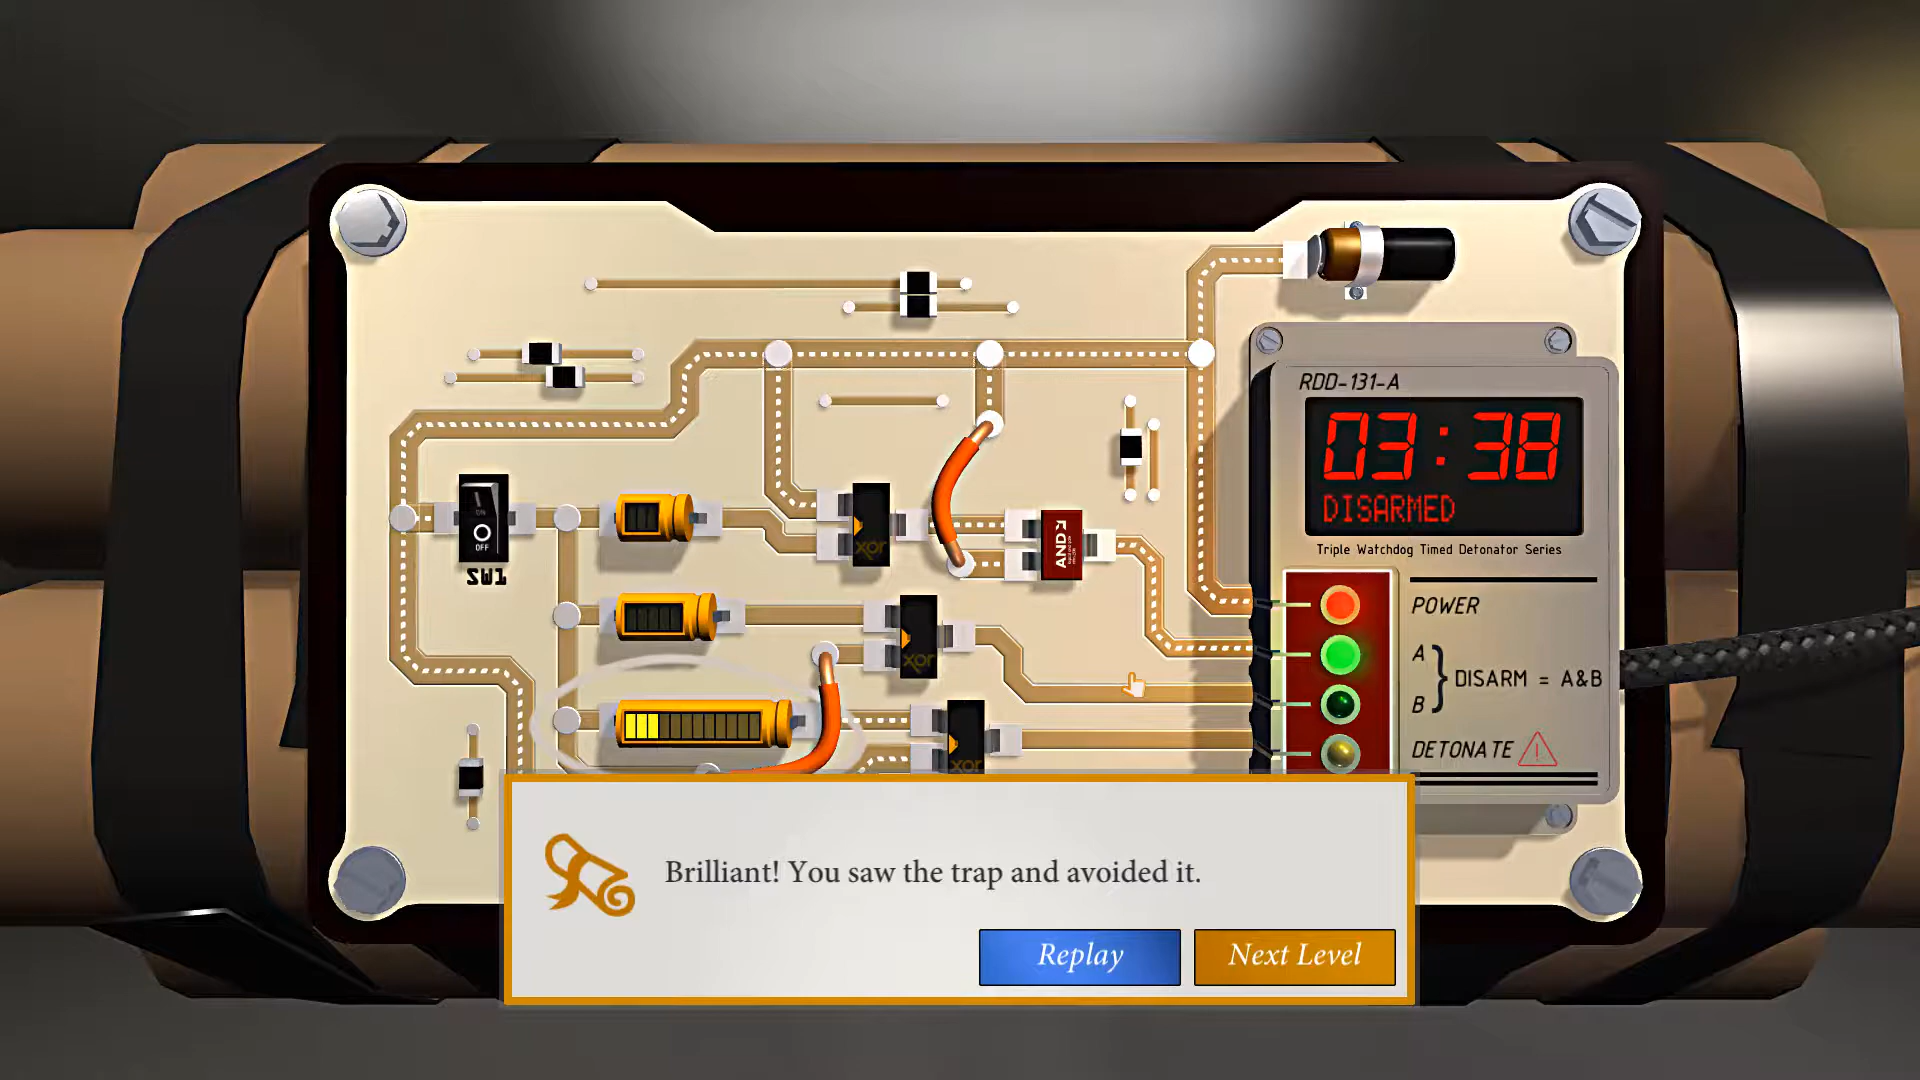 RDD-131-A
03:38
DISARMED
Triple Watchdog Timed Detonator Series
ON
OFF
SW1
xor
AND
xor
xor
POWER
A
B
DISARM = A&B
DETONATE
Brilliant! You saw the trap and avoided it.
Replay
Next Level